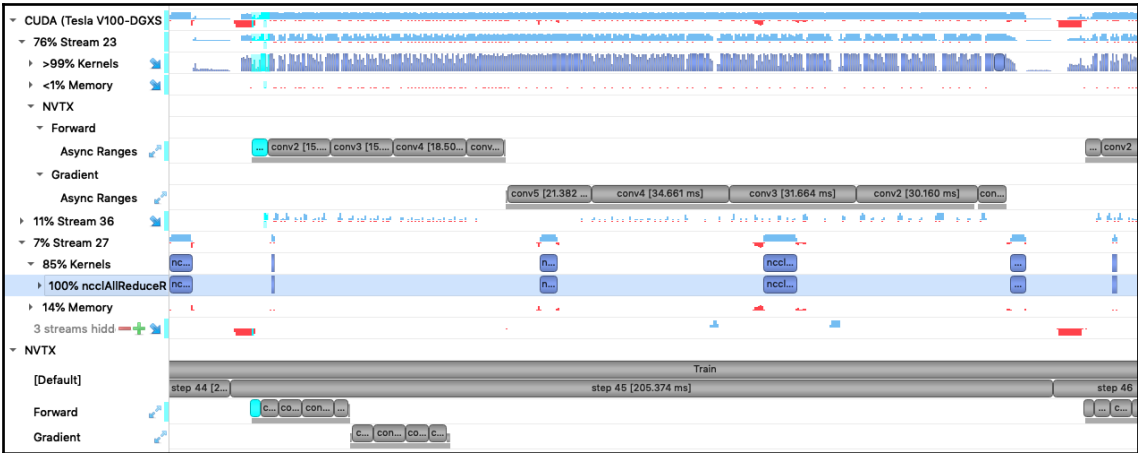 CUDA (Tesla V100-DGXS
76% Stream 23
>99% Kernels
<1% Memory
NVTX
Forward
Async Ranges ... conv2 [15.... conv3 [15.... conv4 [18.50... conv... ... conv2
Gradient
Async Ranges conv5 [21.382 ... conv4 [34.661 ms] conv3 [31.664 ms] conv2 [30.160 ms] con...
11% Stream 36
7% Stream 27
85% Kernels nc... n... nccl... ...
100% ncclAllReduceR nc... n... nccl... ...
14% Memory
3 streams hidd
NVTX
Train
[Default]
step 44 [2... step 45 [205.374 ms] step 46
Forward c... co... con... ... ... c...
Gradient c... con... co... c...